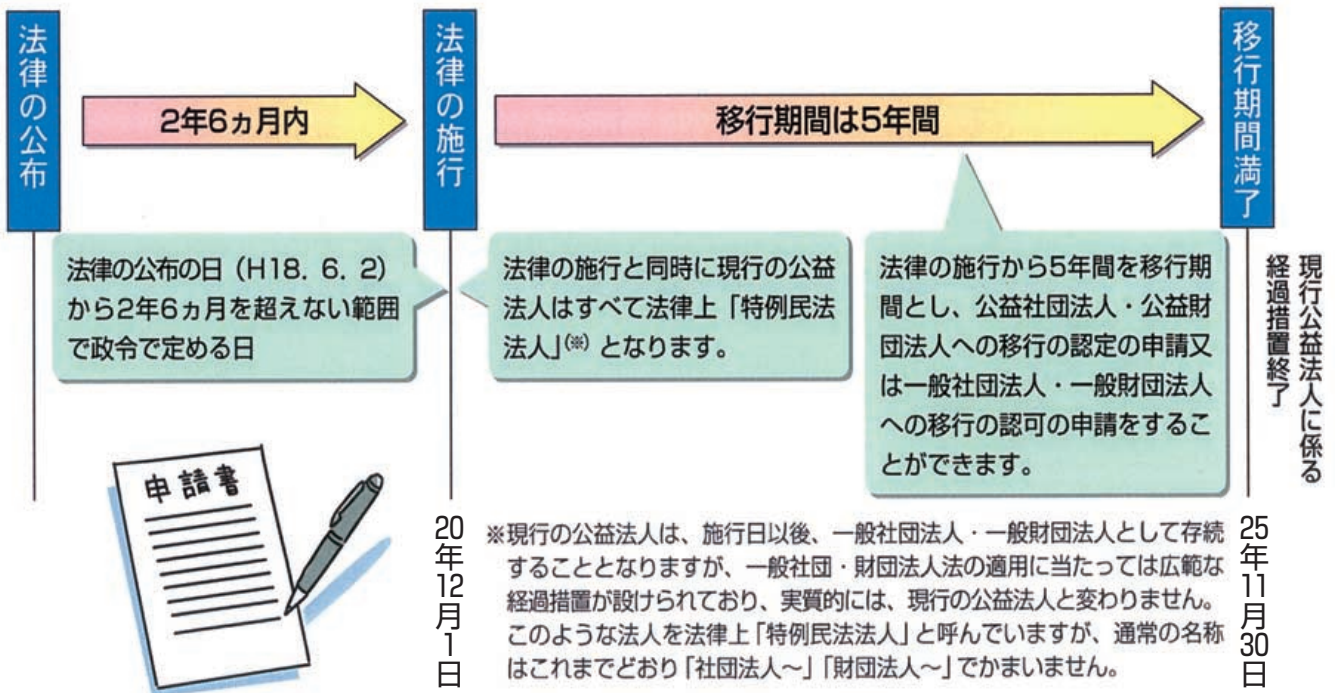 法律の公布
2年6ヵ月内
法律の施行
移行期間は5年間
移行期間満了
法律の公布の日（H18．6．2）
から2年6ヵ月を超えない範囲
で政令で定める日
法律の施行と同時に現行の公益
法人はすべて法律上「特例民法
法人」(※) となります。
法律の施行から5年間を移行期
間とし、公益社団法人・公益財
団法人への移行の認定の申請又
は一般社団法人・一般財団法人
への移行の認可の申請をするこ
とができます。
現行公益法人に係る
経過措置終了
申請書
20年12月1日
※現行の公益法人は、施行日以後、一般社団法人・一般財団法人として存続
することとなりますが、一般社団・財団法人法の適用に当たっては広範な
経過措置が設けられており、実質的には、現行の公益法人と変わりません。
このような法人を法律上「特例民法法人」と呼んでいますが、通常の名称
はこれまでどおり「社団法人～」「財団法人～」でかまいません。
25年11月30日